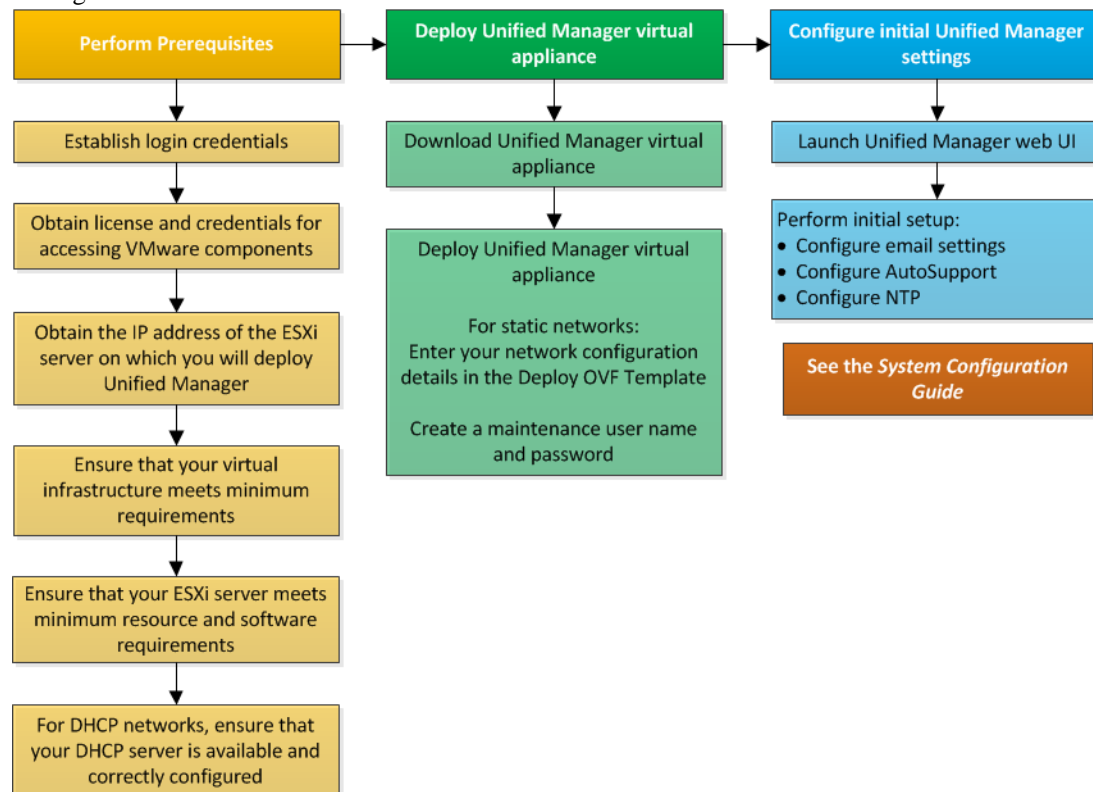 Perform Prerequisites
Establish login credentials
Obtain license and credentials for
accessing VMware components
Obtain the IP address of the ESXi
server on which you will deploy
Unified Manager
Ensure that your virtual
infrastructure meets minimum
requirements
Ensure that your ESXi server meets
minimum resource and software
requirements
For DHCP networks, ensure that
your DHCP server is available and
correctly configured
Deploy Unified Manager virtual
appliance
Download Unified Manager virtual
appliance
Deploy Unified Manager virtual
appliance
For static networks:
Enter your network configuration
details in the Deploy OVF Template
Create a maintenance user name
and password
Configure initial Unified Manager
settings
Launch Unified Manager web UI
Perform initial setup:
• Configure email settings
• Configure AutoSupport
• Configure NTP
See the System Configuration
Guide